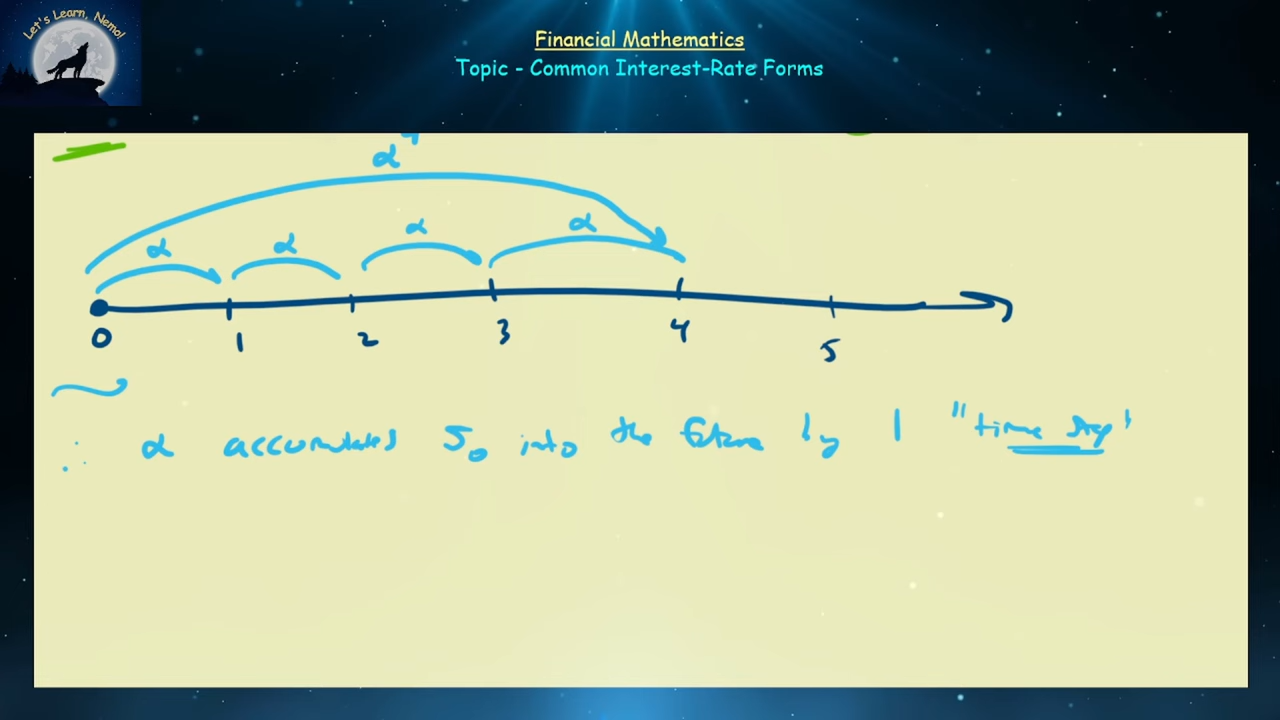 Let's Learn, Nemo!
Financial Mathematics
Topic - Common Interest-Rate Forms
α⁴
α α α α
0 1 2 3 4 5
∴ α accumulates S₀ into the future by 1 "time step"